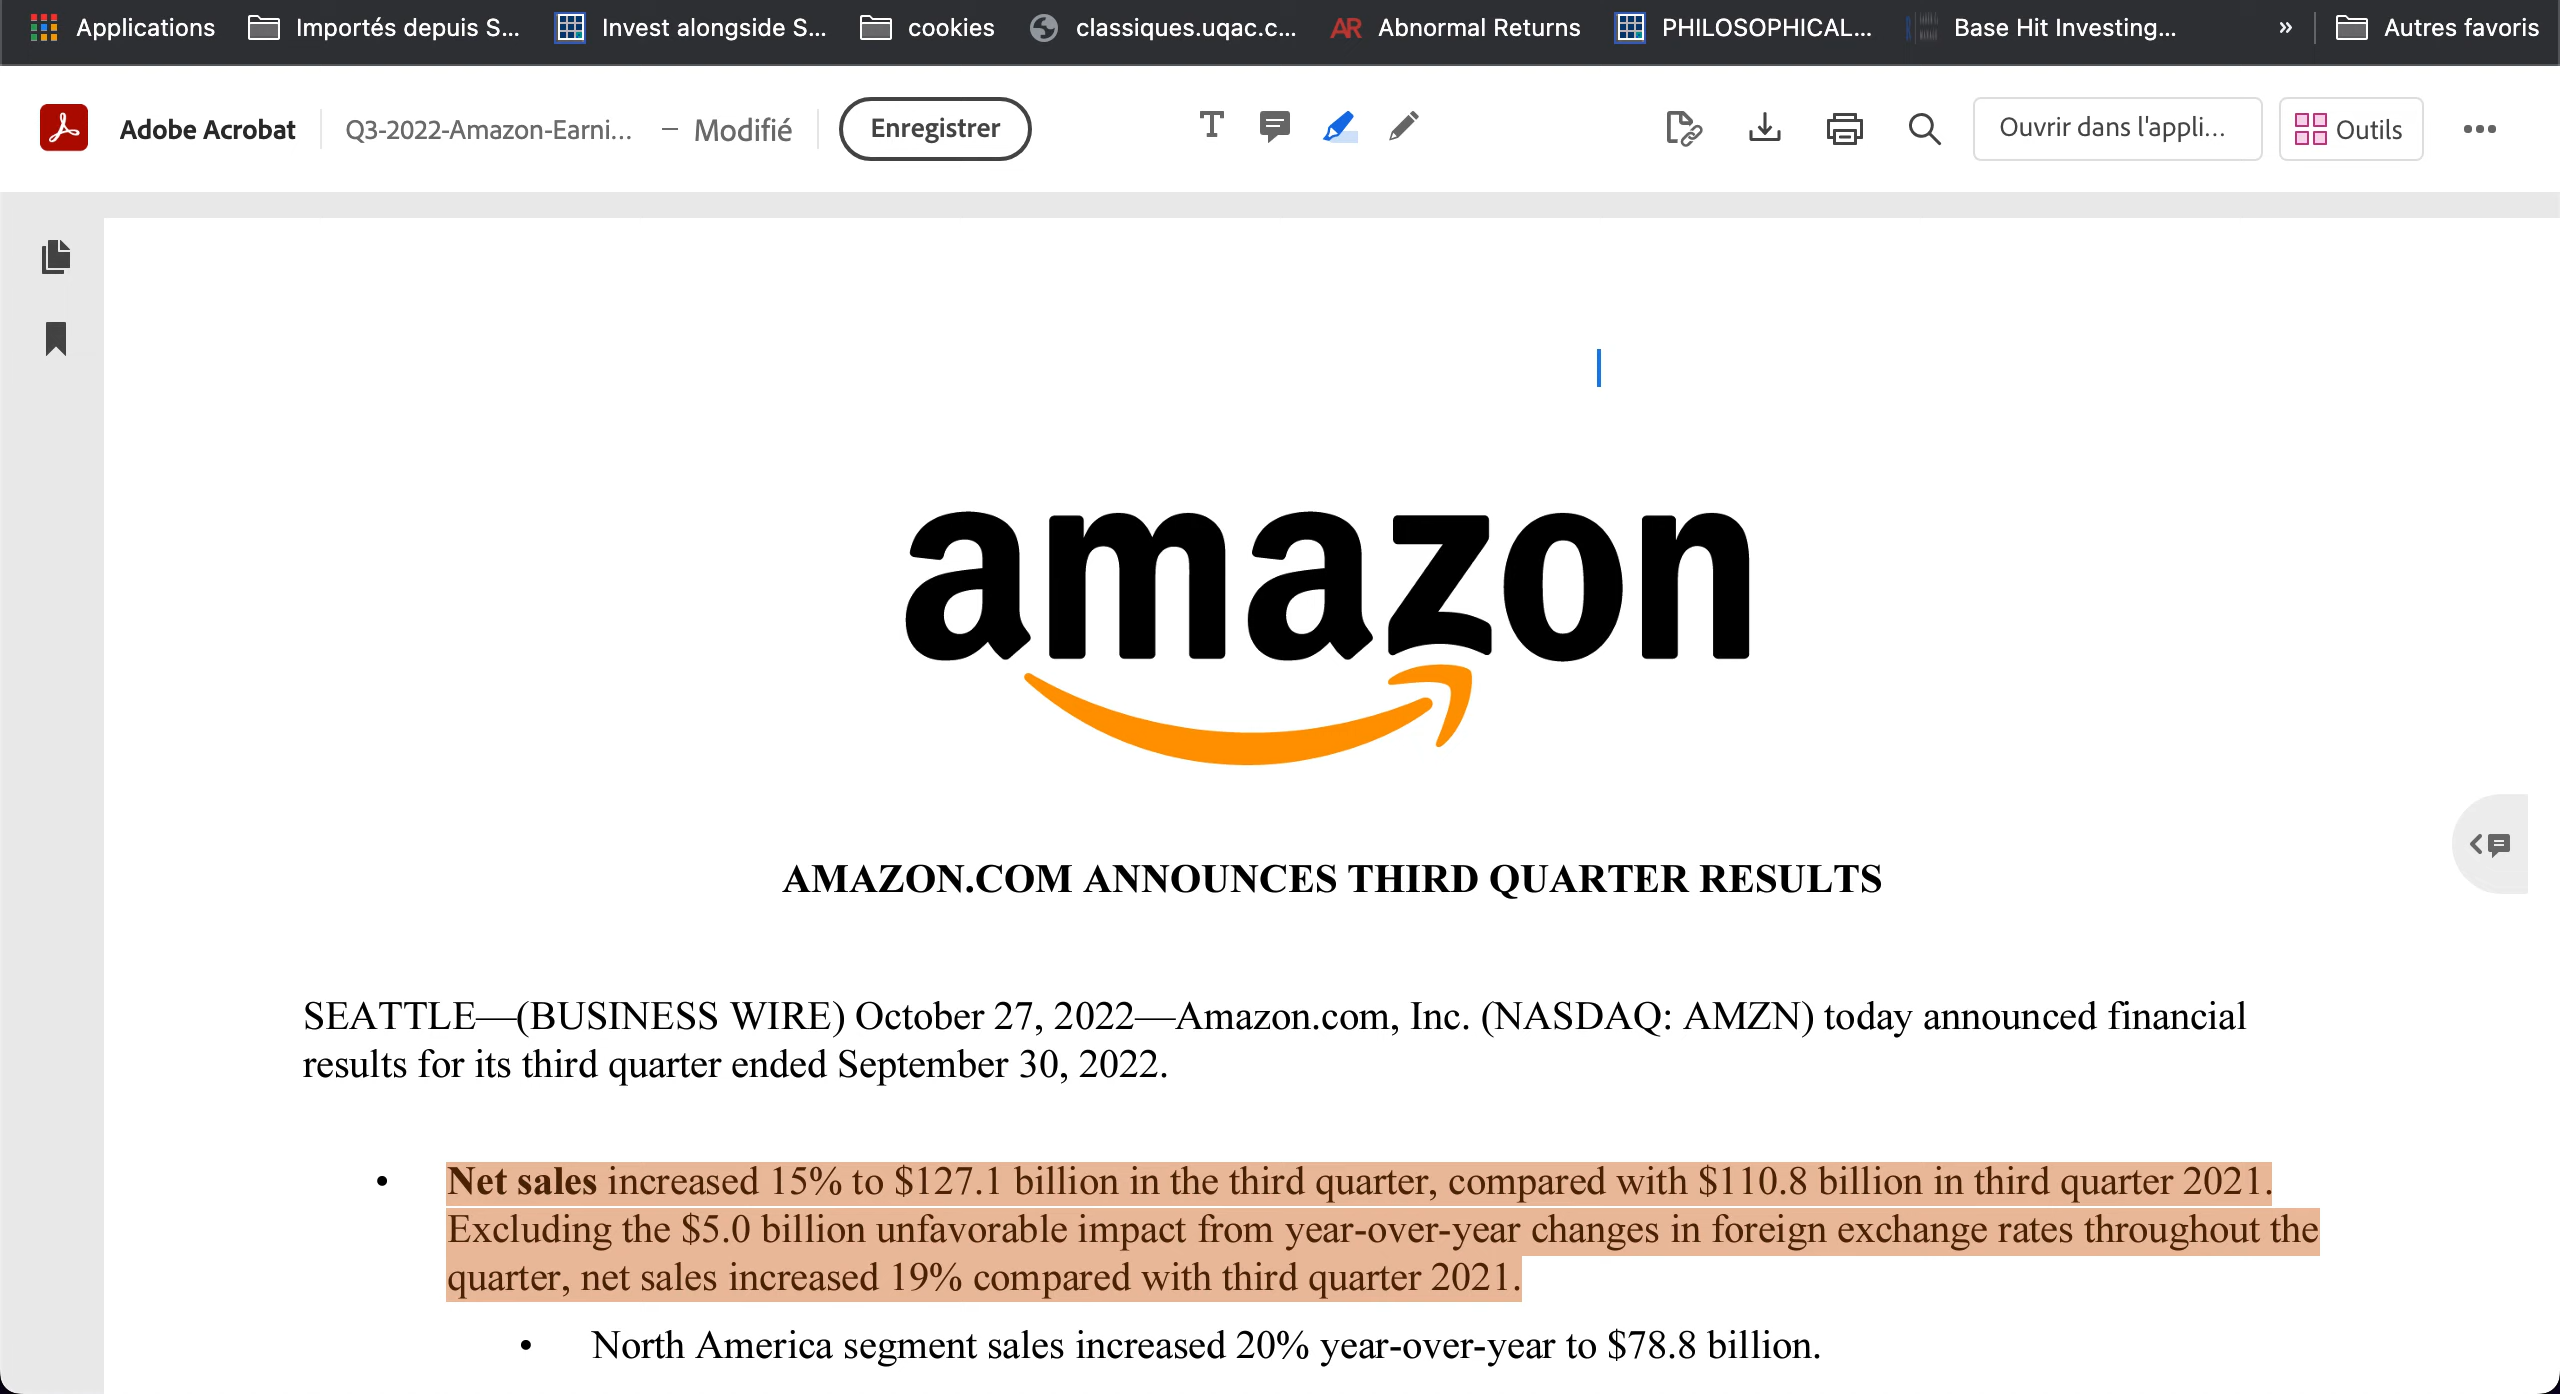 Applications Importés depuis S... Invest alongside S... cookies classiques.uqac.c... AR Abnormal Returns PHILOSOPHICAL... Base Hit Investing... » Autres favoris
Adobe Acrobat Q3-2022-Amazon-Earni... – Modifié Enregistrer T Ouvrir dans l'appli... Outils
amazon
AMAZON.COM ANNOUNCES THIRD QUARTER RESULTS
SEATTLE—(BUSINESS WIRE) October 27, 2022—Amazon.com, Inc. (NASDAQ: AMZN) today announced financial
results for its third quarter ended September 30, 2022.
• Net sales increased 15% to $127.1 billion in the third quarter, compared with $110.8 billion in third quarter 2021.
Excluding the $5.0 billion unfavorable impact from year-over-year changes in foreign exchange rates throughout the
quarter, net sales increased 19% compared with third quarter 2021.
• North America segment sales increased 20% year-over-year to $78.8 billion.